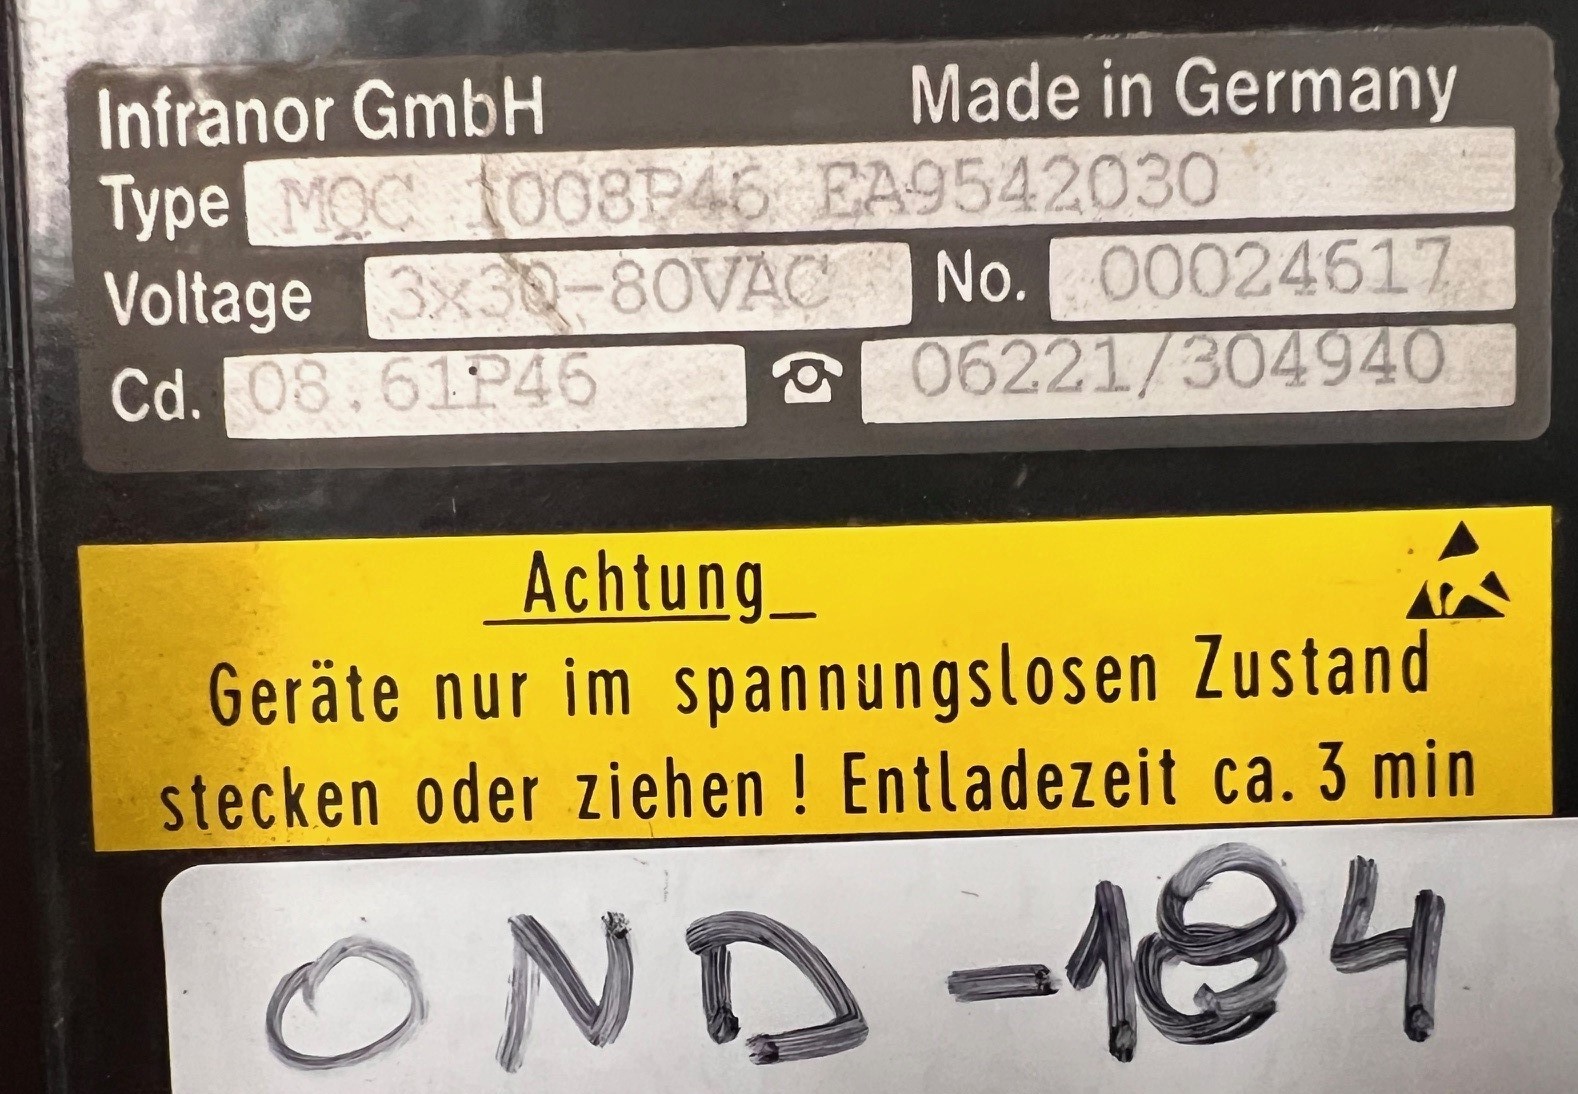 Infranor GmbH Made in Germany
Type MQC 1008P46 EA9542030
Voltage 3x30-80VAC No. 00024617
Cd. 08.61P46 06221/304940
Achtung
Geräte nur im spannungslosen Zustand
stecken oder ziehen ! Entladezeit ca. 3 min
OND-184